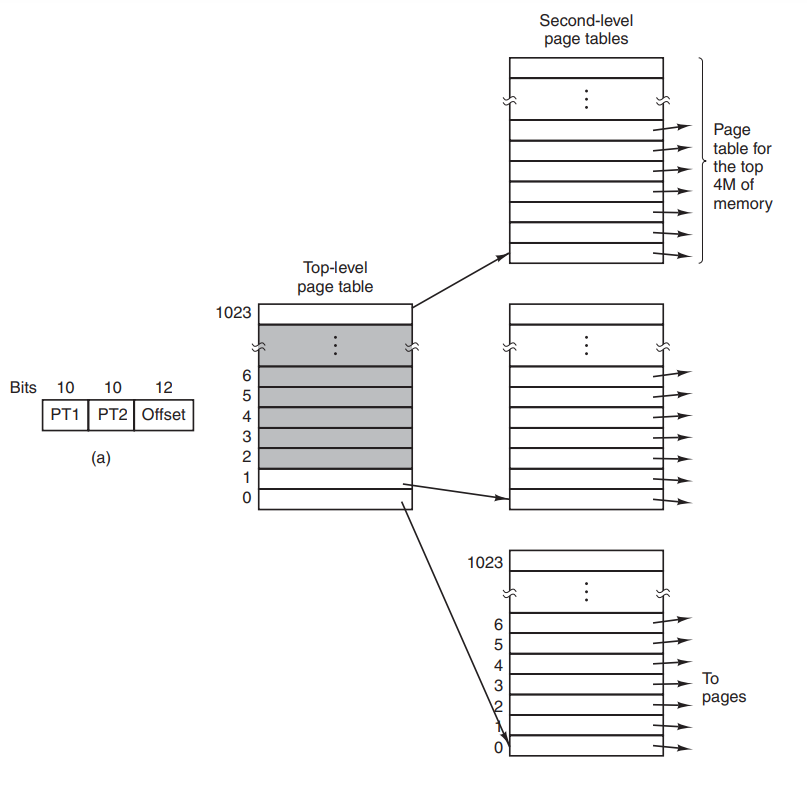 Second-level
page tables
Page
table for
the top
4M of
memory
Top-level
page table
1023
6
5
4
3
2
1
0
Bits 10 10 12
PT1 PT2 Offset
(a)
1023
6
5
4
3
2
1
0
To
pages